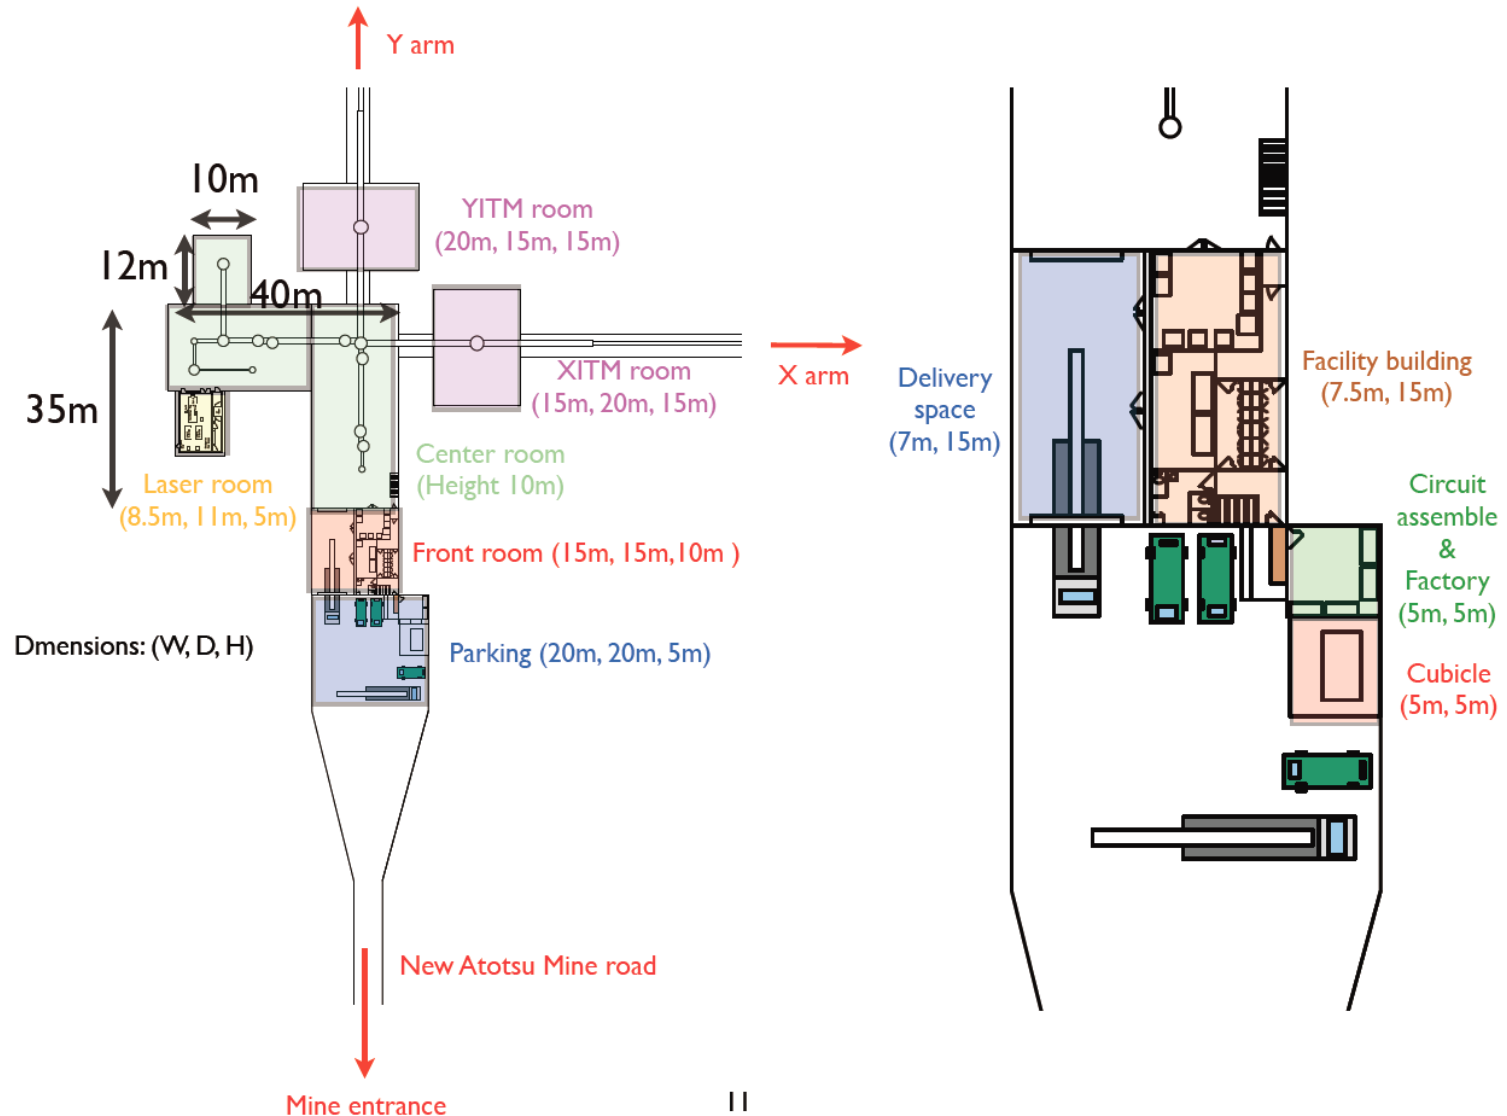 Y arm
10m
YITM room
(20m, 15m, 15m)
12m
40m
XITM room
(15m, 20m, 15m)
X arm
35m
Center room
(Height 10m)
Laser room
(8.5m, 11m, 5m)
Front room (15m, 15m,10m )
Dmensions: (W, D, H)
Parking (20m, 20m, 5m)
New Atotsu Mine road
Mine entrance
Delivery
space
(7m, 15m)
Facility building
(7.5m, 15m)
Circuit
assemble
&
Factory
(5m, 5m)
Cubicle
(5m, 5m)
11